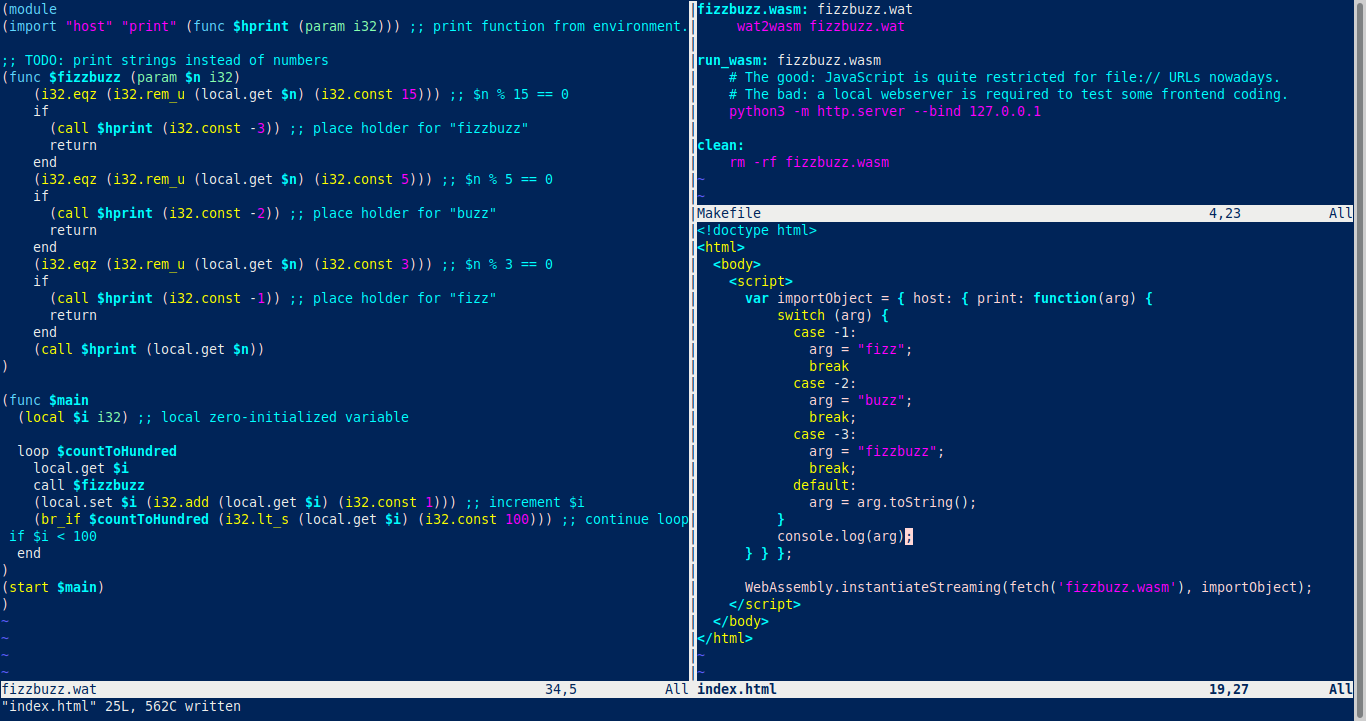 (module
(import "host" "print" (func $hprint (param i32))) ;; print function from environment.

;; TODO: print strings instead of numbers
(func $fizzbuzz (param $n i32)
    (i32.eqz (i32.rem_u (local.get $n) (i32.const 15))) ;; $n % 15 == 0
    if
      (call $hprint (i32.const -3)) ;; place holder for "fizzbuzz"
      return
    end
    (i32.eqz (i32.rem_u (local.get $n) (i32.const 5))) ;; $n % 5 == 0
    if
      (call $hprint (i32.const -2)) ;; place holder for "buzz"
      return
    end
    (i32.eqz (i32.rem_u (local.get $n) (i32.const 3))) ;; $n % 3 == 0
    if
      (call $hprint (i32.const -1)) ;; place holder for "fizz"
      return
    end
    (call $hprint (local.get $n))
)

(func $main
  (local $i i32) ;; local zero-initialized variable

  loop $countToHundred
    local.get $i
    call $fizzbuzz
    (local.set $i (i32.add (local.get $i) (i32.const 1))) ;; increment $i
    (br_if $countToHundred (i32.lt_s (local.get $i) (i32.const 100))) ;; continue loop
 if $i < 100
  end
)
(start $main)
)
~
~
~
~
fizzbuzz.wat 34,5 All
fizzbuzz.wasm: fizzbuzz.wat
     wat2wasm fizzbuzz.wat

run_wasm: fizzbuzz.wasm
    # The good: JavaScript is quite restricted for file:// URLs nowadays.
    # The bad: a local webserver is required to test some frontend coding.
    python3 -m http.server --bind 127.0.0.1

clean:
    rm -rf fizzbuzz.wasm
~
~
Makefile 4,23 All
<!doctype html>
<html>
  <body>
    <script>
      var importObject = { host: { print: function(arg) {
          switch (arg) {
            case -1:
              arg = "fizz";
              break
            case -2:
              arg = "buzz";
              break;
            case -3:
              arg = "fizzbuzz";
              break;
            default:
              arg = arg.toString();
          }
          console.log(arg);
      } } };

      WebAssembly.instantiateStreaming(fetch('fizzbuzz.wasm'), importObject);
    </script>
  </body>
</html>
~
~
index.html 19,27 All
"index.html" 25L, 562C written